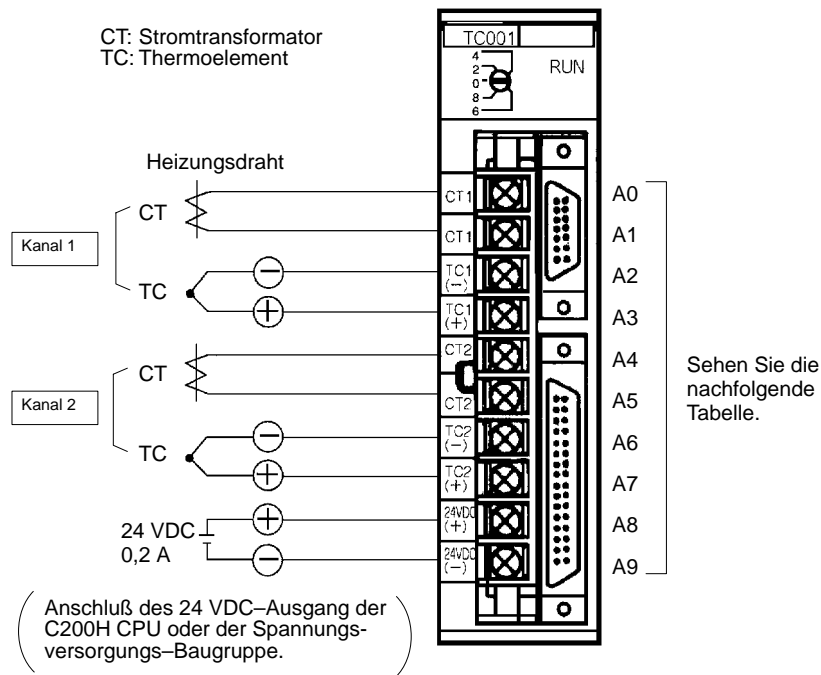 CT: Stromtransformator
TC: Thermoelement
TC001
RUN
4
2
0
8
6
Heizungsdraht
CT
Kanal 1
TC
−
+
CT
Kanal 2
TC
−
+
24 VDC
0,2 A
+
−
CT1
CT1
TC1
(−)
TC1
(+)
CT2
CT2
TC2
(−)
TC2
(+)
24VDC
(+)
24VDC
(−)
A0
A1
A2
A3
A4
A5
A6
A7
A8
A9
Sehen Sie die
nachfolgende
Tabelle.
Anschluß des 24 VDC–Ausgang der
C200H CPU oder der Spannungs-
versorgungs–Baugruppe.